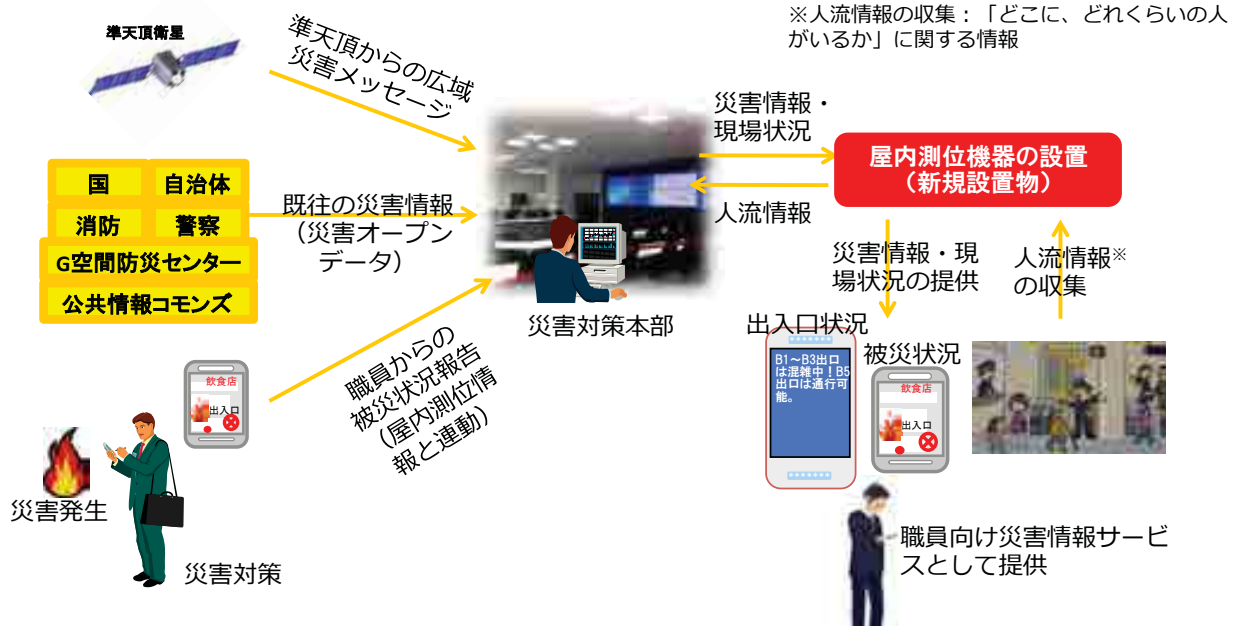 ※人流情報の収集：「どこに、どれくらいの人
がいるか」に関する情報
準天頂衛星
準天頂からの広域
災害メッセージ
災害情報・
現場状況
屋内測位機器の設置
（新規設置物）
国
自治体
消防
警察
G空間防災センター
公共情報コモンズ
既往の災害情報
（災害オープン
データ）
人流情報
災害対策本部
災害情報・現
場状況の提供
人流情報※
の収集
出入口状況
B1～B3出口
は混雑中！B5
出口は通行可
能。
被災状況
飲食店
出入口
職員からの
被災状況報告
（屋内測位情
報と連動）
飲食店
出入口
災害発生
災害対策
職員向け災害情報サービ
スとして提供